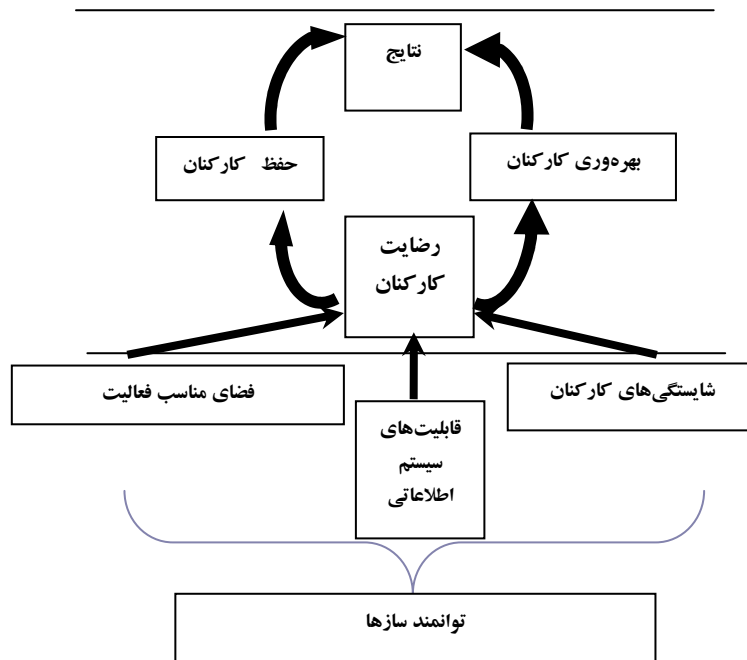 نتایج
بهره‌وری کارکنان
حفظ کارکنان
رضایت
کارکنان
شایستگی‌های کارکنان
فضای مناسب فعالیت
قابلیت‌های
سیستم
اطلاعاتی
توانمند سازها